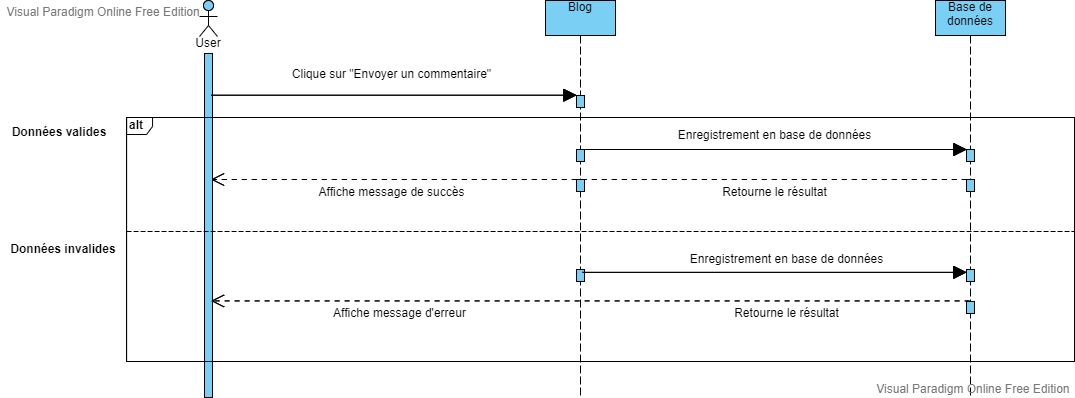 Visual Paradigm Online Free Edition
User
Blog
Base de
données
Clique sur "Envoyer un commentaire"
Données valides
alt
Enregistrement en base de données
Affiche message de succès
Retourne le résultat
Données invalides
Enregistrement en base de données
Affiche message d'erreur
Retourne le résultat
Visual Paradigm Online Free Edition